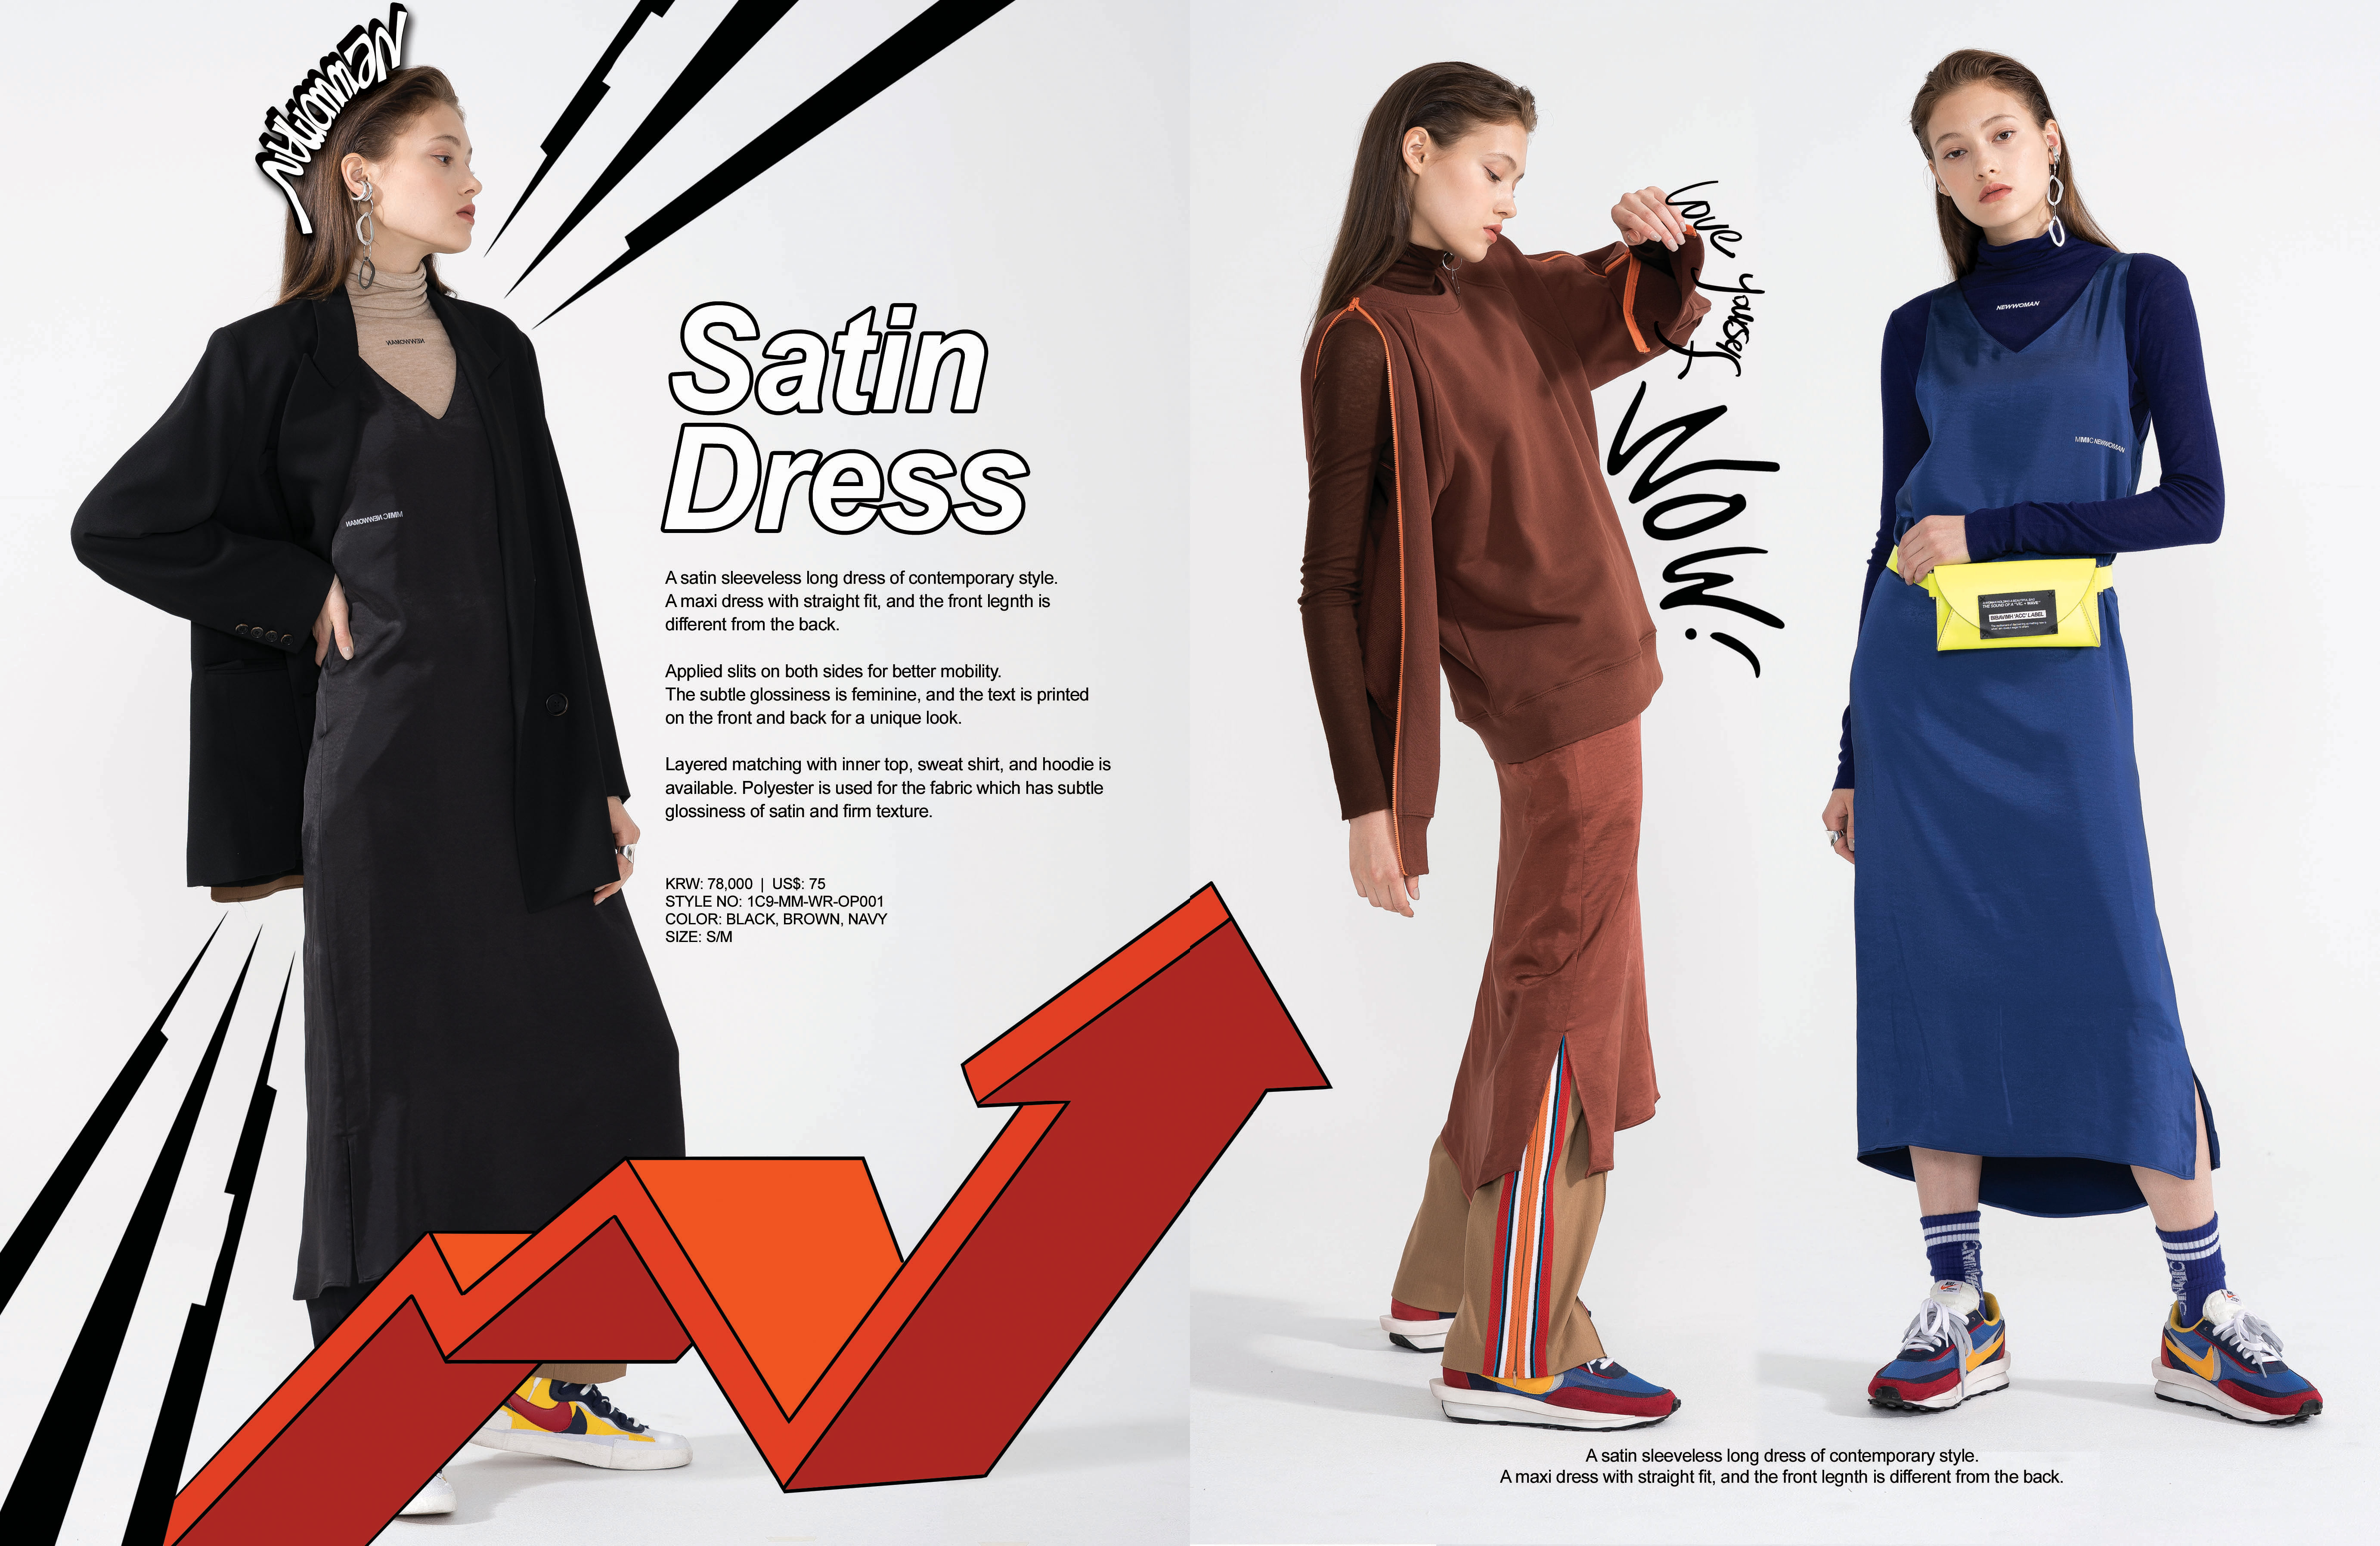 NEWWOMAN
NEWWOMAN
MIMIC NEWWOMAN
Satin
Dress
A satin sleeveless long dress of contemporary style.
A maxi dress with straight fit, and the front legnth is
different from the back.
Applied slits on both sides for better mobility.
The subtle glossiness is feminine, and the text is printed
on the front and back for a unique look.
Layered matching with inner top, sweat shirt, and hoodie is
available. Polyester is used for the fabric which has subtle
glossiness of satin and firm texture.
KRW: 78,000 | US$: 75
STYLE NO: 1C9-MM-WR-OP001
COLOR: BLACK, BROWN, NAVY
SIZE: S/M
love yourself
WOW!
NEWWOMAN
MIMIC NEWWOMAN
THE SOUND OF A "VIC + WAVE"
A satin sleeveless long dress of contemporary style.
A maxi dress with straight fit, and the front legnth is different from the back.